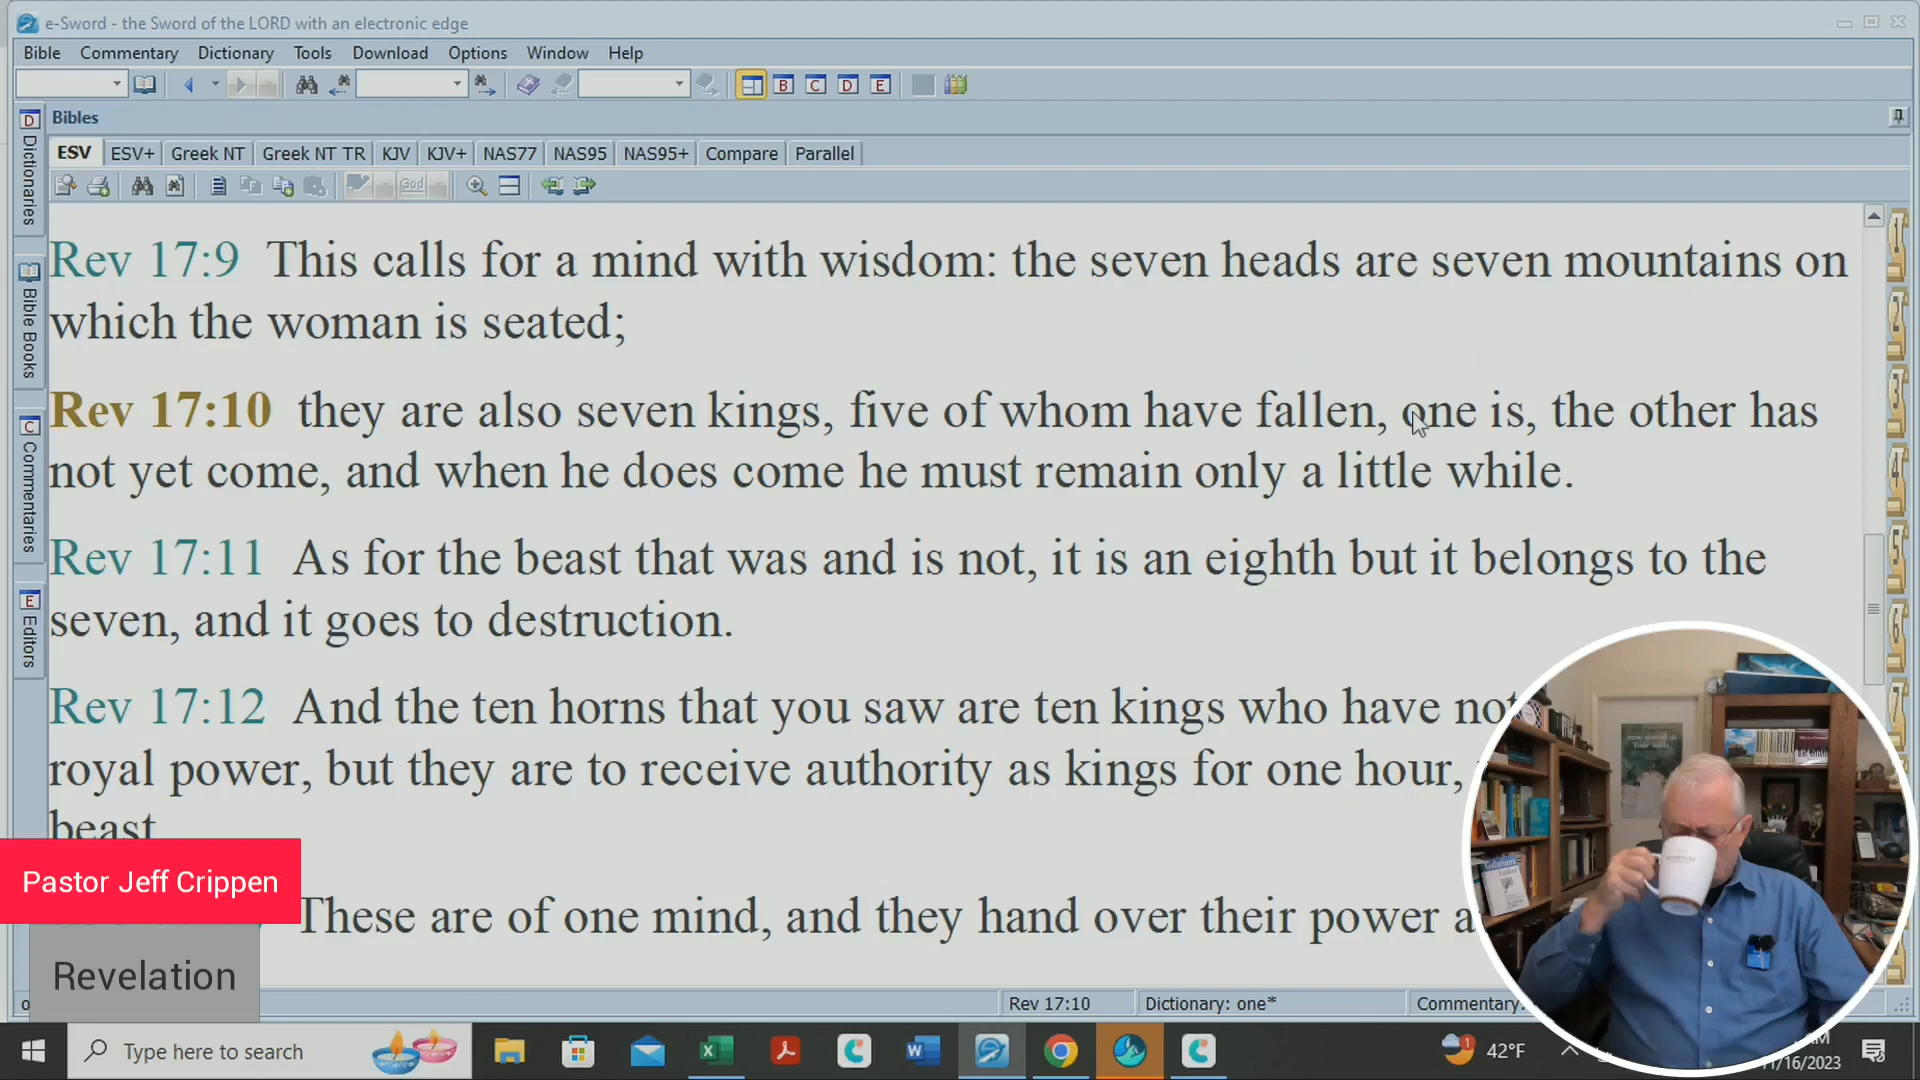 e-Sword - the Sword of the LORD with an electronic edge
Bible Commentary Dictionary Tools Download Options Window Help
B C D E
Bibles
ESV ESV+ Greek NT Greek NT TR KJV KJV+ NAS77 NAS95 NAS95+ Compare Parallel
God
D Dictionaries
Bible Books
C Commentaries
E Editors
Rev 17:9 This calls for a mind with wisdom: the seven heads are seven mountains on
which the woman is seated;
Rev 17:10 they are also seven kings, five of whom have fallen, one is, the other has
not yet come, and when he does come he must remain only a little while.
Rev 17:11 As for the beast that was and is not, it is an eighth but it belongs to the
seven, and it goes to destruction.
Rev 17:12 And the ten horns that you saw are ten kings who have not
royal power, but they are to receive authority as kings for one hour,
beast
Pastor Jeff Crippen
These are of one mind, and they hand over their power
Revelation
Rev 17:10 Dictionary: one* Commentary:
Type here to search
42°F
11/16/2023